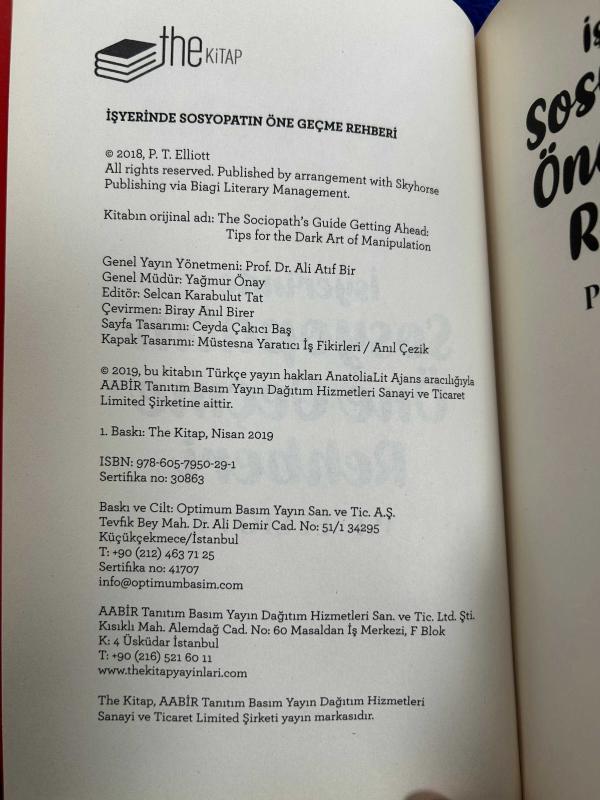 the KİTAP
İŞYERİNDE SOSYOPATIN ÖNE GEÇME REHBERİ
© 2018, P. T. Elliott
All rights reserved. Published by arrangement with Skyhorse
Publishing via Biagi Literary Management.
Kitabın orijinal adı: The Sociopath's Guide Getting Ahead:
Tips for the Dark Art of Manipulation
Genel Yayın Yönetmeni: Prof. Dr. Ali Atıf Bir
Genel Müdür: Yağmur Önay
Editör: Selcan Karabulut Tat
Çevirmen: Biray Anıl Birer
Sayfa Tasarımı: Ceyda Çakıcı Baş
Kapak Tasarımı: Müstesna Yaratıcı İş Fikirleri / Anıl Çezik
© 2019, bu kitabın Türkçe yayın hakları AnatoliaLit Ajans aracılığıyla
AABİR Tanıtım Basım Yayın Dağıtım Hizmetleri Sanayi ve Ticaret
Limited Şirketine aittir.
1. Baskı: The Kitap, Nisan 2019
ISBN: 978-605-7950-29-1
Sertifika no: 30863
Baskı ve Cilt: Optimum Basım Yayın San. ve Tic. A.Ş.
Tevfik Bey Mah. Dr. Ali Demir Cad. No: 51/1 34295
Küçükçekmece/İstanbul
T: +90 (212) 463 71 25
Sertifika no: 41707
info@optimumbasim.com
AABİR Tanıtım Basım Yayın Dağıtım Hizmetleri San. ve Tic. Ltd. Şti.
Kısıklı Mah. Alemdağ Cad. No: 60 Masaldan İş Merkezi, F Blok
K: 4 Üsküdar İstanbul
T: +90 (216) 521 60 11
www.thekitapyayinlari.com
The Kitap, AABİR Tanıtım Basım Yayın Dağıtım Hizmetleri
Sanayi ve Ticaret Limited Şirketi yayın markasıdır.